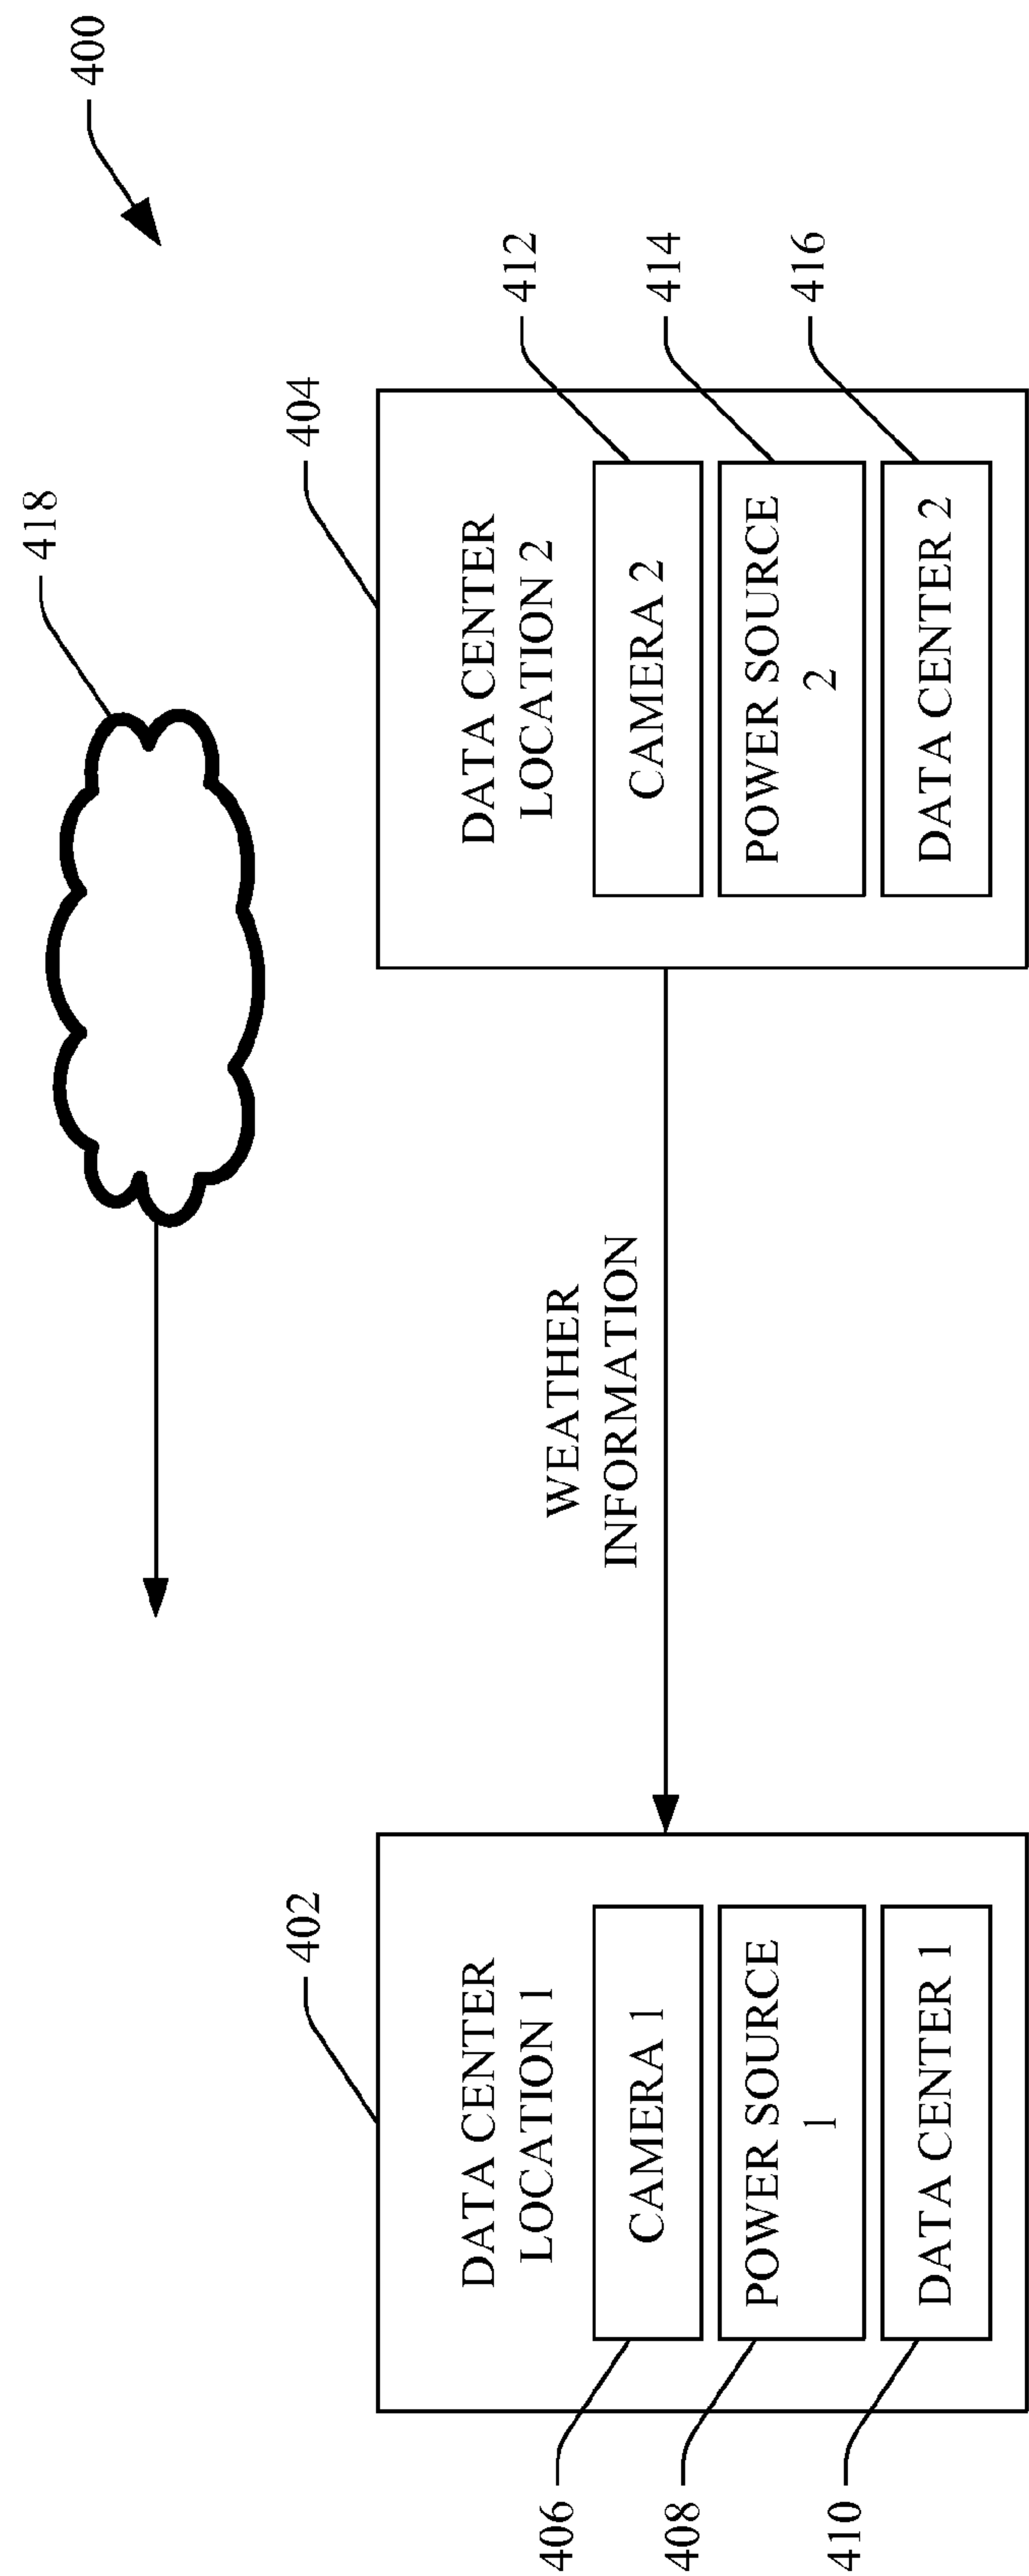 400
418
402
404
DATA CENTER
LOCATION 1
CAMERA 1
POWER SOURCE
1
DATA CENTER 1
406
408
410
WEATHER
INFORMATION
DATA CENTER
LOCATION 2
CAMERA 2
POWER SOURCE
2
DATA CENTER 2
412
414
416